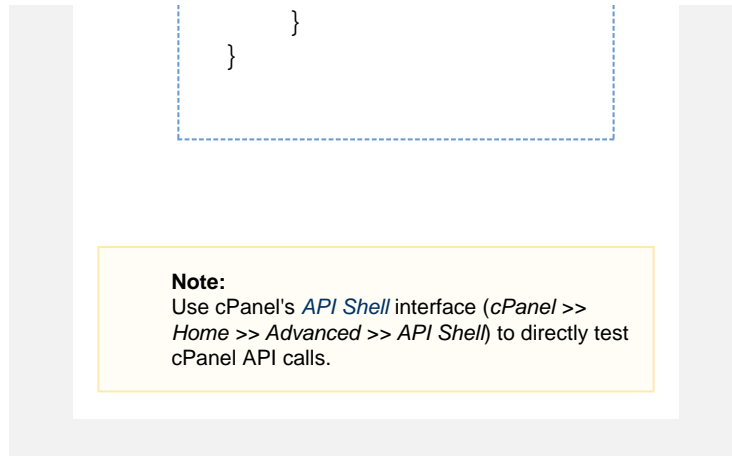 }
}
Note:
Use cPanel's API Shell interface (cPanel >>
Home >> Advanced >> API Shell) to directly test
cPanel API calls.